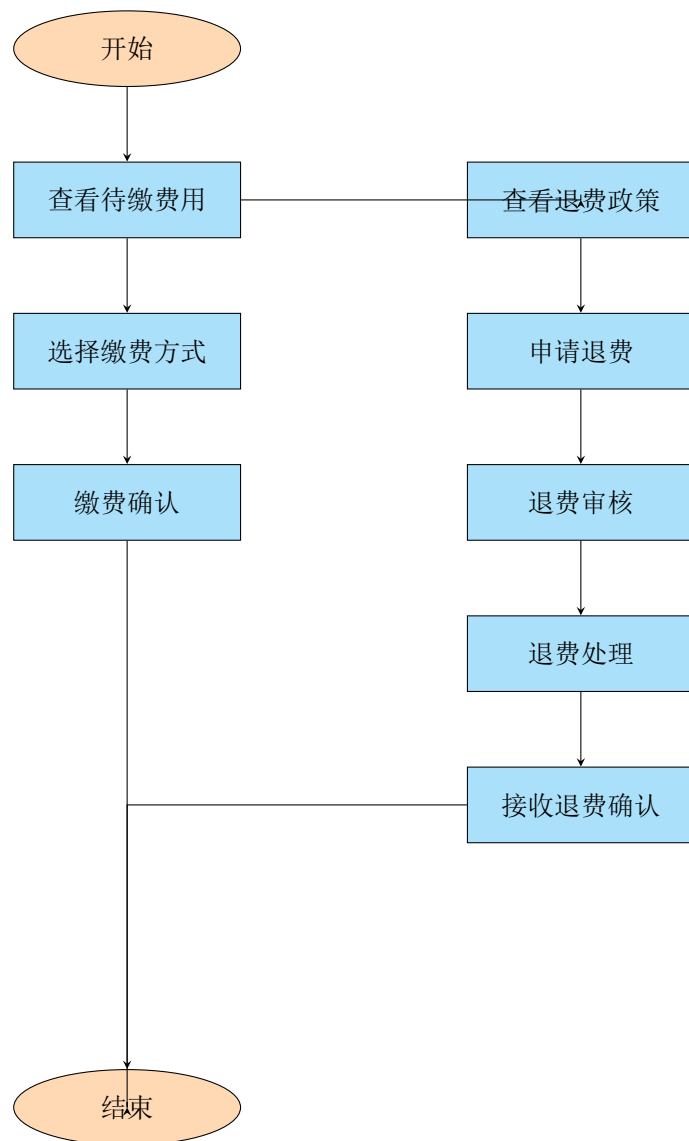 开始
查看待缴费用
查看退费政策
选择缴费方式
申请退费
缴费确认
退费审核
退费处理
接收退费确认
结束